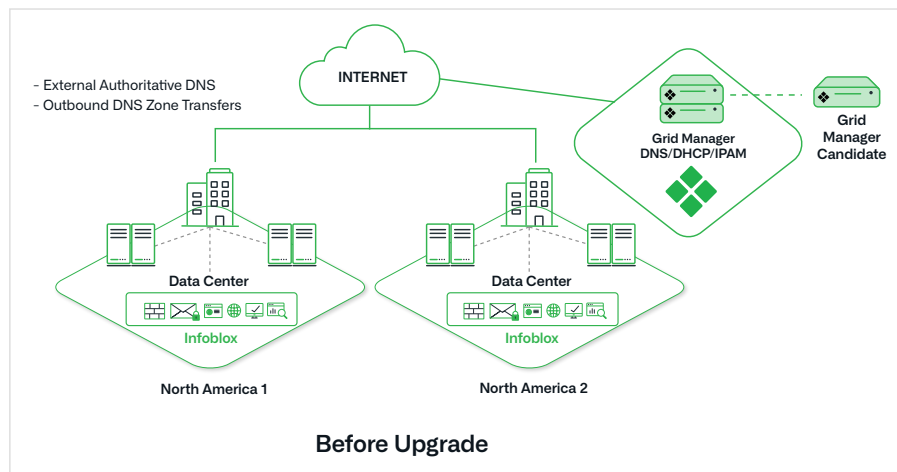 - External Authoritative DNS
- Outbound DNS Zone Transfers
INTERNET
Grid Manager
DNS/DHCP/IPAM
Grid
Manager
Candidate
Data Center
Infoblox
North America 1
Data Center
Infoblox
North America 2
Before Upgrade